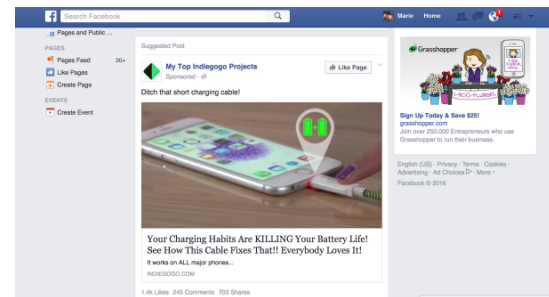 Search Facebook
Marie Home
Pages and Public ...
PAGES
Pages Feed 20+
Like Pages
Create Page
EVENTS
Create Event
Suggested Post
My Top Indiegogo Projects
Sponsored ·
Like Page
Ditch that short charging cable!
Your Charging Habits Are KILLING Your Battery Life!
See How This Cable Fixes That!! Everybody Loves It!
It works on ALL major phones...
INDIEGOGO.COM
1.4k Likes 245 Comments 703 Shares
Grasshopper
1-800-FLORGAL
Sign Up Today & Save $25!
grasshopper.com
Join over 250,000 Entrepreneurs who use
Grasshopper to run their business.
English (US) · Privacy · Terms · Cookies ·
Advertising · Ad Choices · More
Facebook © 2016